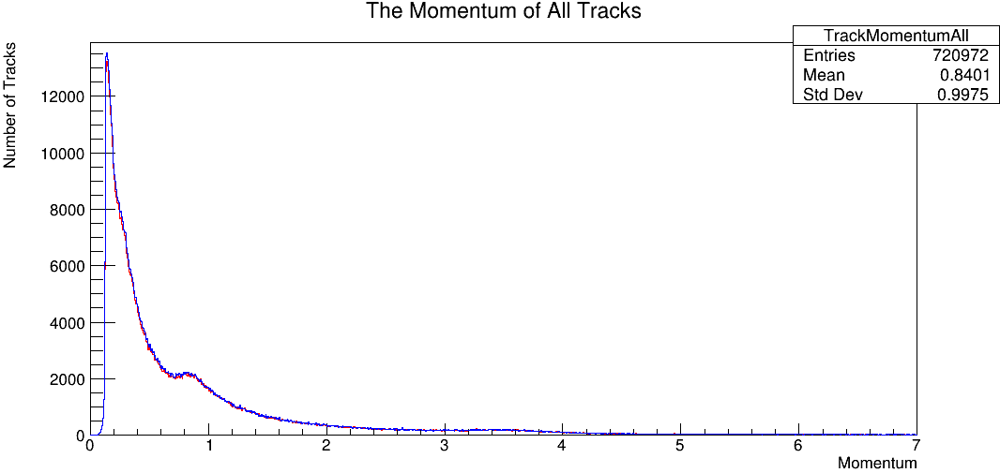 The Momentum of All Tracks
TrackMomentumAll
Entries 720972
Mean 0.8401
Std Dev 0.9975
Number of Tracks
12000
10000
8000
6000
4000
2000
0
0 1 2 3 4 5 6 7
Momentum